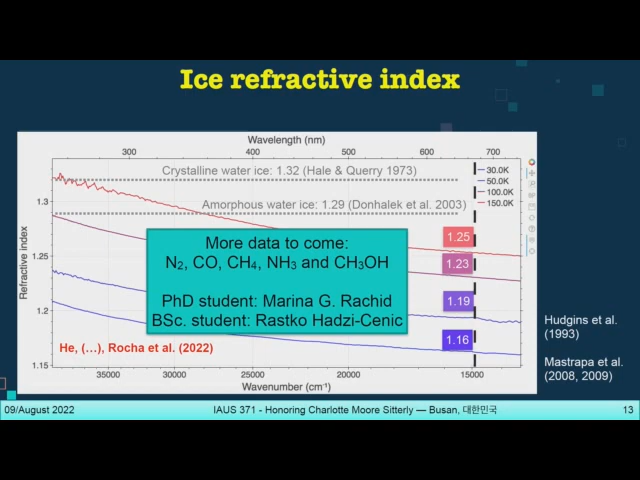 Ice refractive index
Wavelength (nm)
300
400
500
600
700
Crystalline water ice: 1.32 (Hale & Querry 1973)
Amorphous water ice: 1.29 (Donhalek et al. 2003)
30.0K
50.0K
100.0K
150.0K
Refractive index
1.3
1.25
1.2
1.15
1.25
1.23
1.19
1.16
More data to come:
N₂, CO, CH₄, NH₃ and CH₃OH
PhD student: Marina G. Rachid
BSc. student: Rastko Hadzi-Cenic
He, (…), Rocha et al. (2022)
35000
30000
25000
20000
15000
Wavenumber (cm⁻¹)
Hudgins et al.
(1993)
Mastrapa et al.
(2008, 2009)
09/August 2022
IAUS 371 - Honoring Charlotte Moore Sitterly — Busan, 대한민국
13